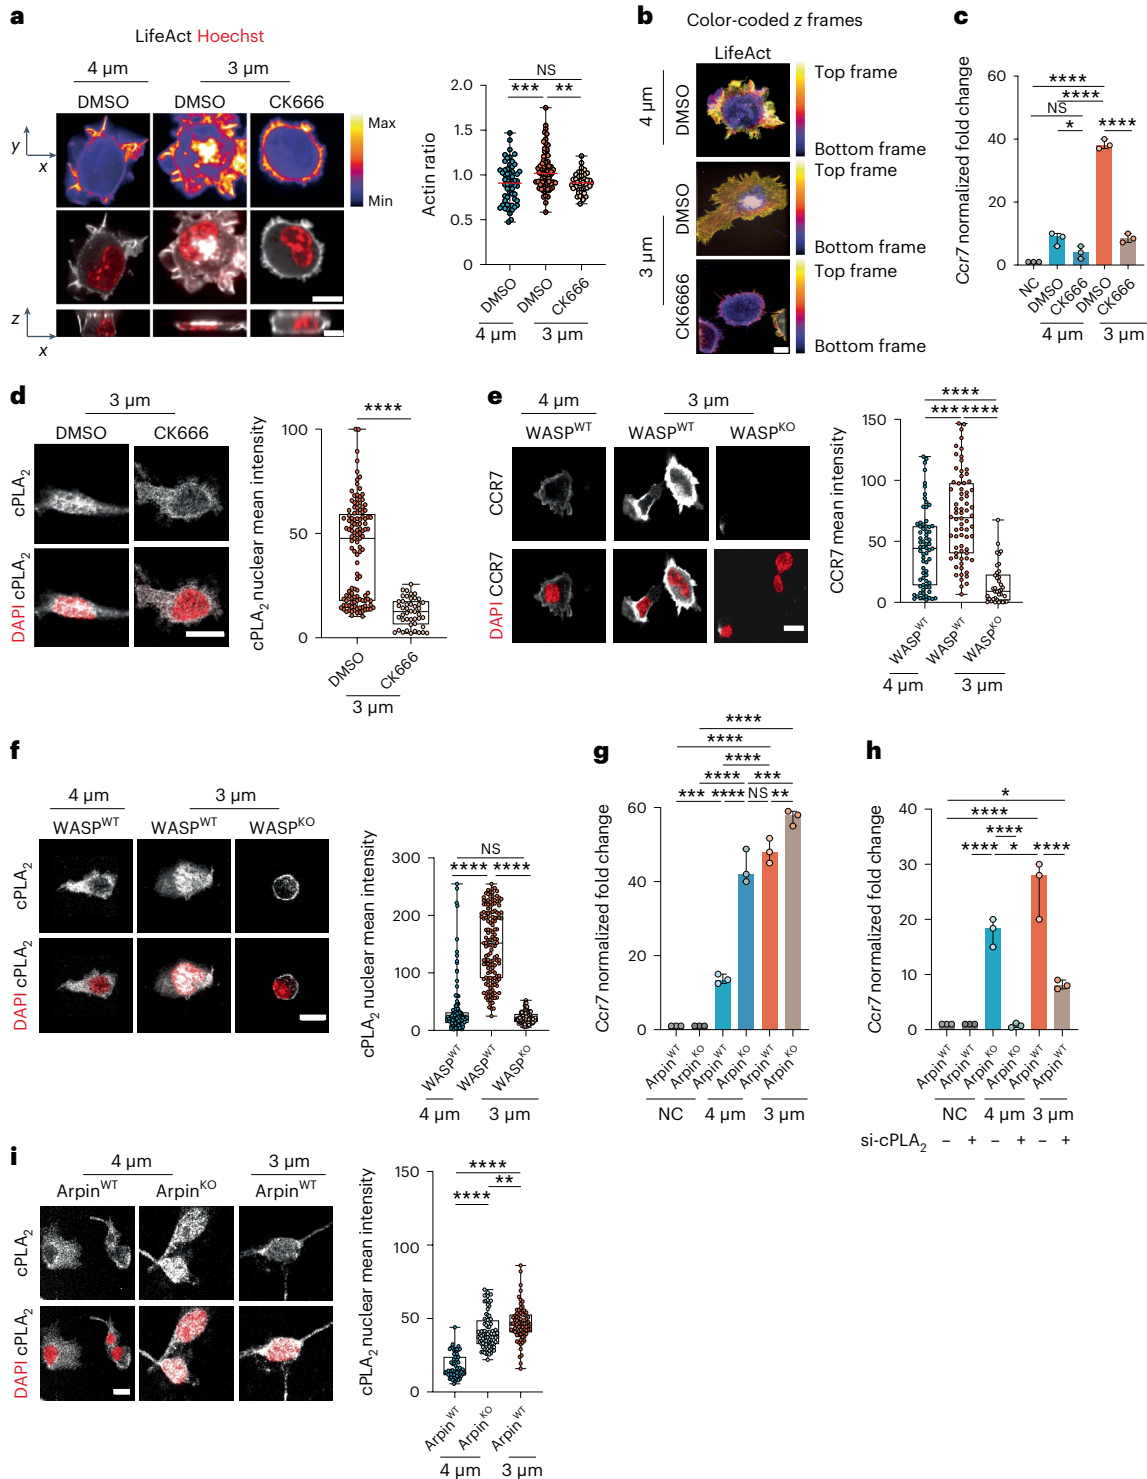 a
LifeAct Hoechst
4 µm
3 µm
DMSO
DMSO
CK666
y
x
z
x
Max
Min
Actin ratio
2.0
1.5
1.0
0.5
0
NS
***
**
DMSO
DMSO
CK666
4 µm
3 µm
b
Color-coded z frames
LifeAct
4 µm
DMSO
Top frame
Bottom frame
3 µm
DMSO
Top frame
Bottom frame
CK6666
Top frame
Bottom frame
c
Ccr7 normalized fold change
60
40
20
0
****
****
NS
****
*
NC
DMSO
CK666
DMSO
CK666
4 µm
3 µm
d
3 µm
DMSO
CK666
cPLA2
DAPI cPLA2
cPLA2 nuclear mean intensity
100
50
0
****
DMSO
CK666
3 µm
e
4 µm
3 µm
WASPWT
WASPWT
WASPKO
CCR7
DAPI CCR7
CCR7 mean intensity
150
100
50
0
****
*******
WASPWT
WASPWT
WASPKO
4 µm
3 µm
f
4 µm
3 µm
WASPWT
WASPWT
WASPKO
cPLA2
DAPI cPLA2
cPLA2 nuclear mean intensity
300
200
100
0
NS
**** ****
WASPWT
WASPWT
WASPKO
4 µm
3 µm
g
Ccr7 normalized fold change
60
40
20
0
****
****
****
**** ***
*** **** NS **
ArpinWT
ArpinKO
ArpinWT
ArpinKO
ArpinWT
ArpinKO
NC
4 µm
3 µm
h
Ccr7 normalized fold change
40
30
20
10
0
*
****
****
**** * ****
ArpinWT
ArpinWT
ArpinKO
ArpinKO
ArpinWT
ArpinWT
NC
4 µm
3 µm
si-cPLA2 – + – + – +
i
4 µm
3 µm
ArpinWT
ArpinKO
ArpinWT
cPLA2
DAPI cPLA2
cPLA2 nuclear mean intensity
150
100
50
0
****
**
****
ArpinWT
ArpinKO
ArpinWT
4 µm
3 µm